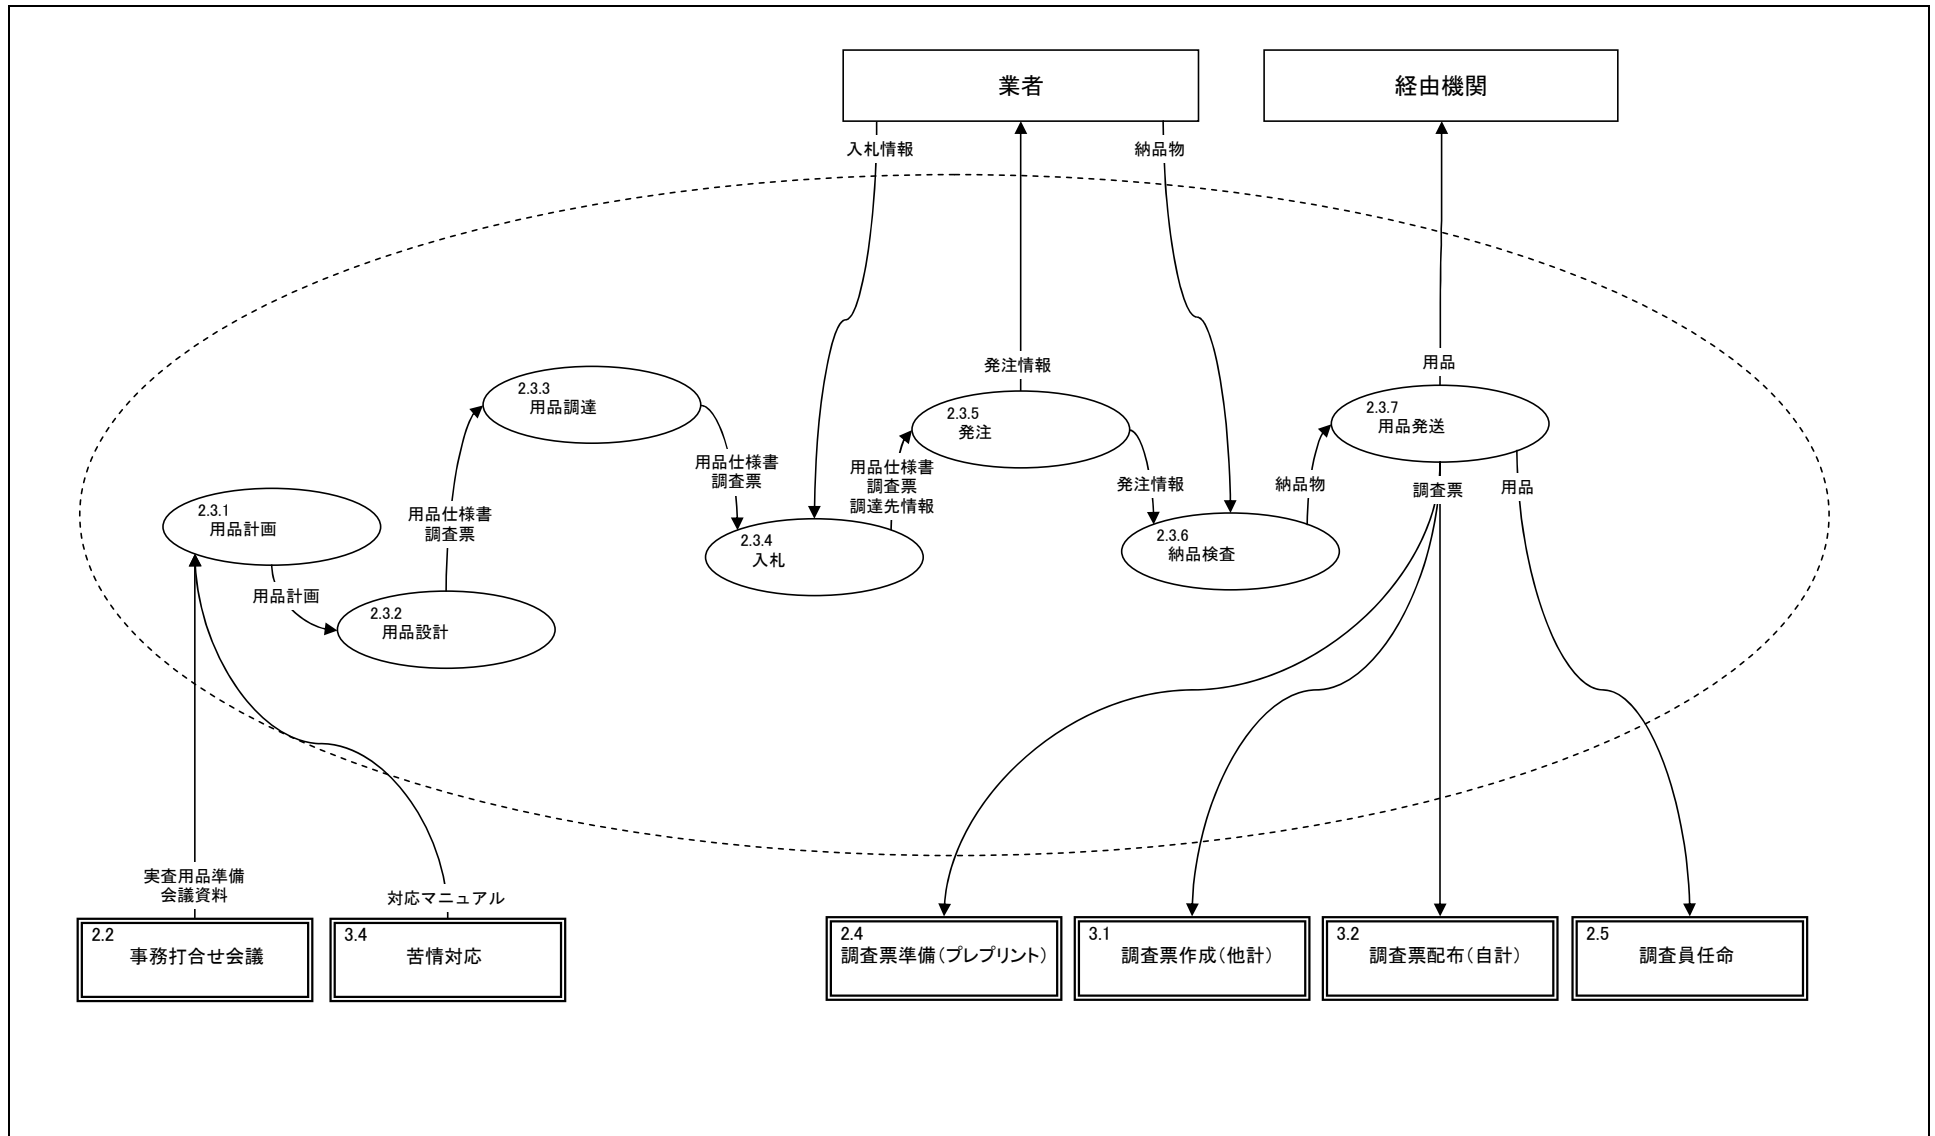 業者
経由機関
入札情報
納品物
発注情報
用品
2.3.3
用品調達
2.3.5
発注
2.3.7
用品発送
用品仕様書
調査票
用品仕様書
調査票
調達先情報
発注情報
納品物
調査票
用品
2.3.1
用品計画
用品仕様書
調査票
2.3.4
入札
2.3.6
納品検査
用品計画
2.3.2
用品設計
実査用品準備
会議資料
対応マニュアル
2.2
事務打合せ会議
3.4
苦情対応
2.4
調査票準備(プレプリント)
3.1
調査票作成(他計)
3.2
調査票配布(自計)
2.5
調査員任命